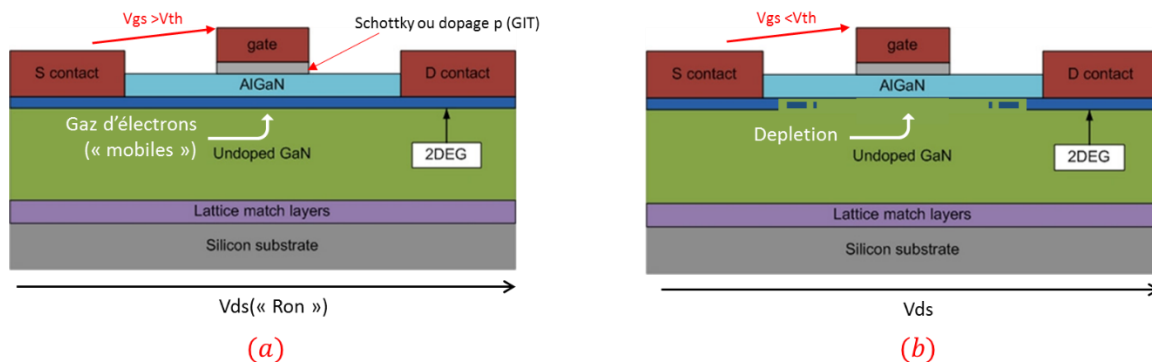 Vgs >Vth
Schottky ou dopage p (GIT)
gate
S contact
D contact
AlGaN
Gaz d'électrons
(« mobiles »)
Undoped GaN
2DEG
Lattice match layers
Silicon substrate
Vds(« Ron »)
(a)
Vgs <Vth
gate
S contact
D contact
AlGaN
Depletion
Undoped GaN
2DEG
Lattice match layers
Silicon substrate
Vds
(b)